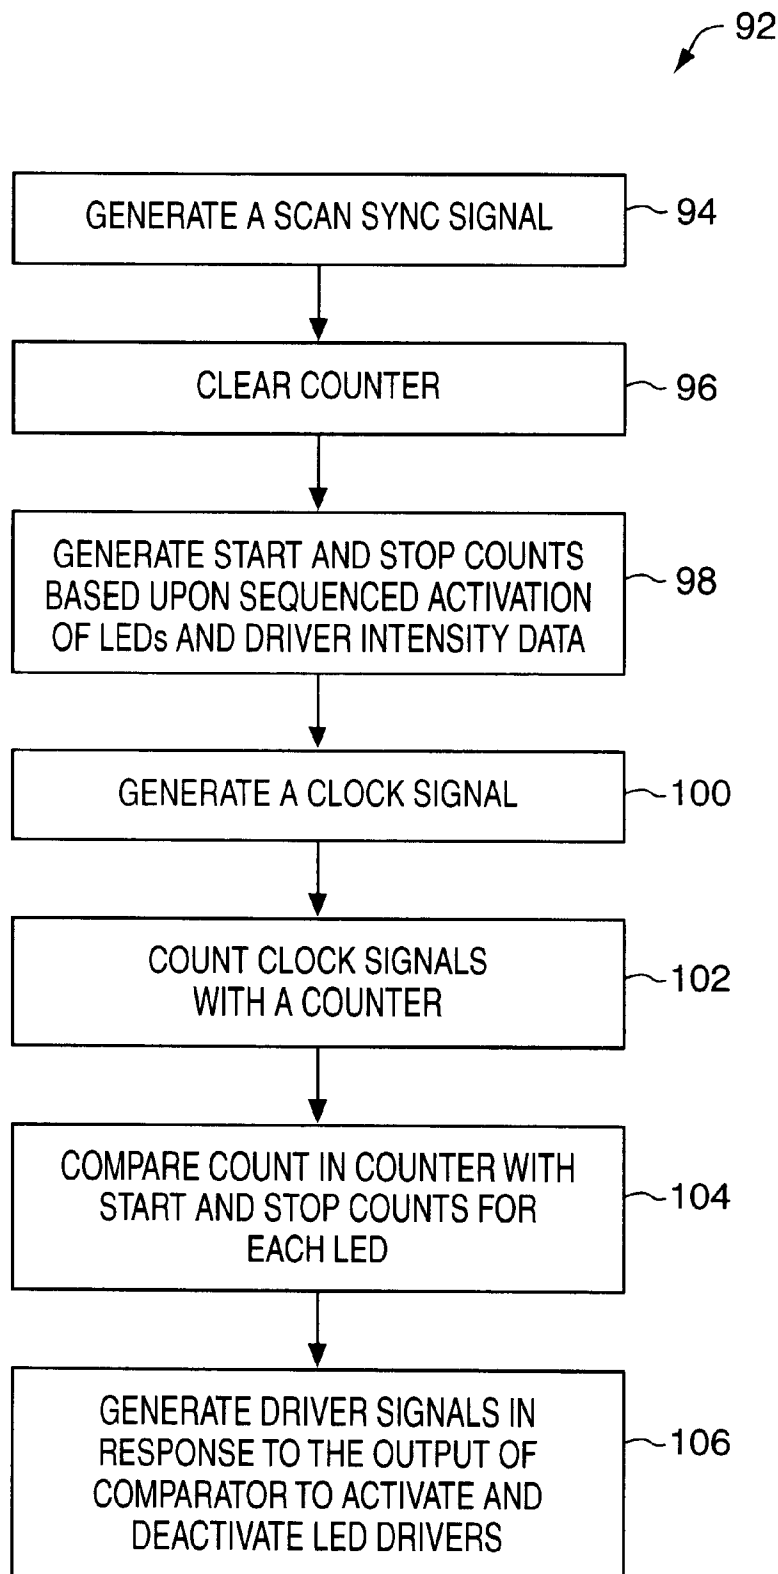 92
GENERATE A SCAN SYNC SIGNAL
94
CLEAR COUNTER
96
GENERATE START AND STOP COUNTS
BASED UPON SEQUENCED ACTIVATION
OF LEDs AND DRIVER INTENSITY DATA
98
GENERATE A CLOCK SIGNAL
100
COUNT CLOCK SIGNALS
WITH A COUNTER
102
COMPARE COUNT IN COUNTER WITH
START AND STOP COUNTS FOR
EACH LED
104
GENERATE DRIVER SIGNALS IN
RESPONSE TO THE OUTPUT OF
COMPARATOR TO ACTIVATE AND
DEACTIVATE LED DRIVERS
106